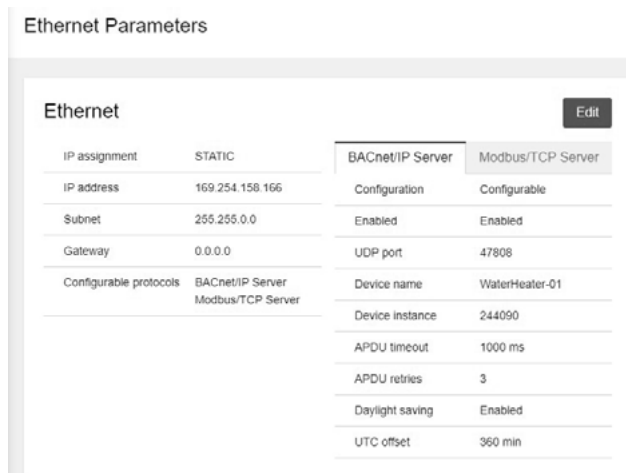 Ethernet Parameters
Ethernet
Edit
IP assignment STATIC
IP address 169.254.158.166
Subnet 255.255.0.0
Gateway 0.0.0.0
Configurable protocols BACnet/IP Server
Modbus/TCP Server
BACnet/IP Server Modbus/TCP Server
Configuration Configurable
Enabled Enabled
UDP port 47808
Device name WaterHeater-01
Device instance 244090
APDU timeout 1000 ms
APDU retries 3
Daylight saving Enabled
UTC offset 360 min